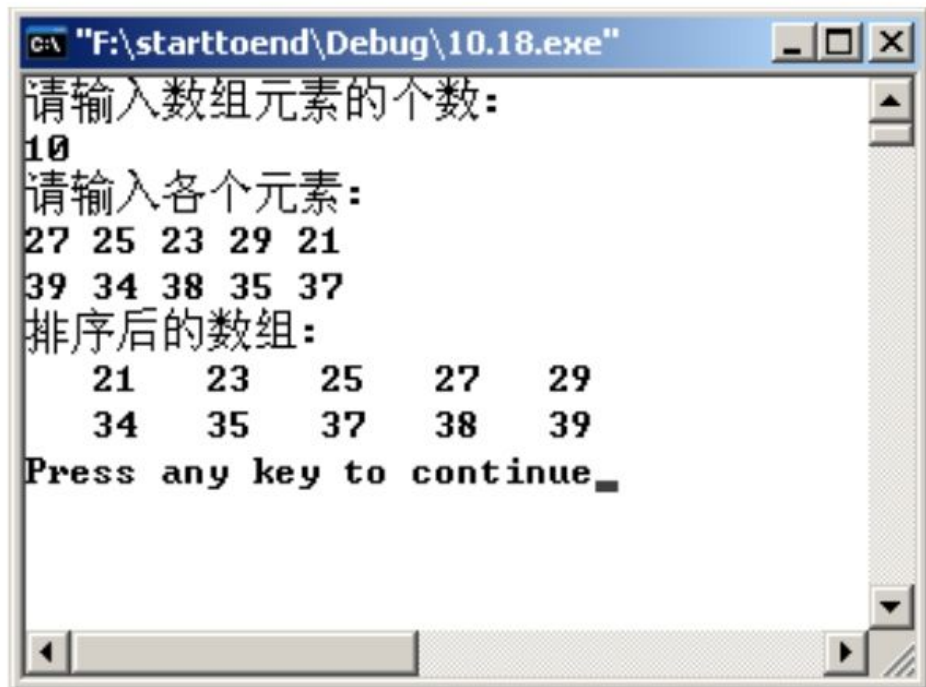 "F:\starttoend\Debug\10.18.exe"
请输入数组元素的个数:
10
请输入各个元素:
27 25 23 29 21
39 34 38 35 37
排序后的数组:
21 23 25 27 29
34 35 37 38 39
Press any key to continue_